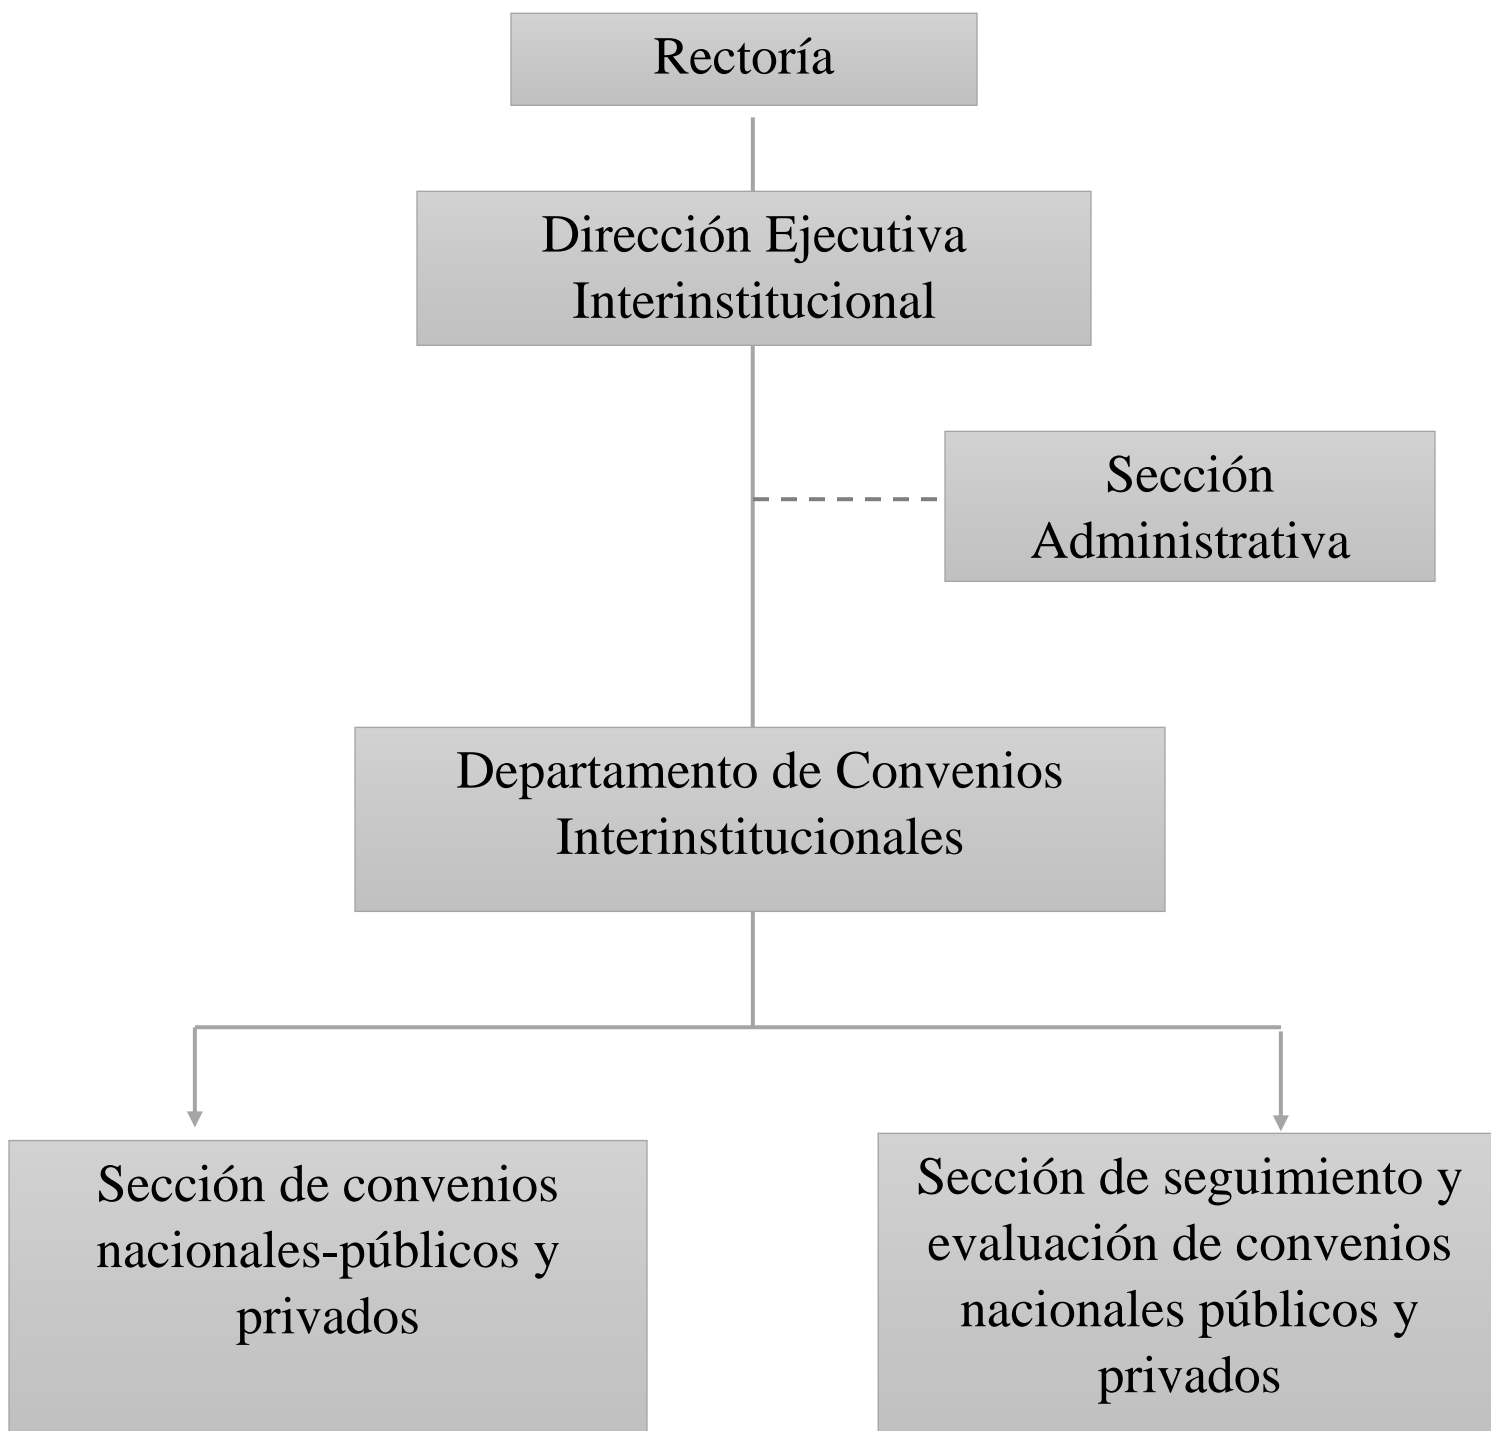 Rectoría
Dirección Ejecutiva
Interinstitucional
Sección
Administrativa
Departamento de Convenios
Interinstitucionales
Sección de convenios
nacionales-públicos y
privados
Sección de seguimiento y
evaluación de convenios
nacionales públicos y
privados